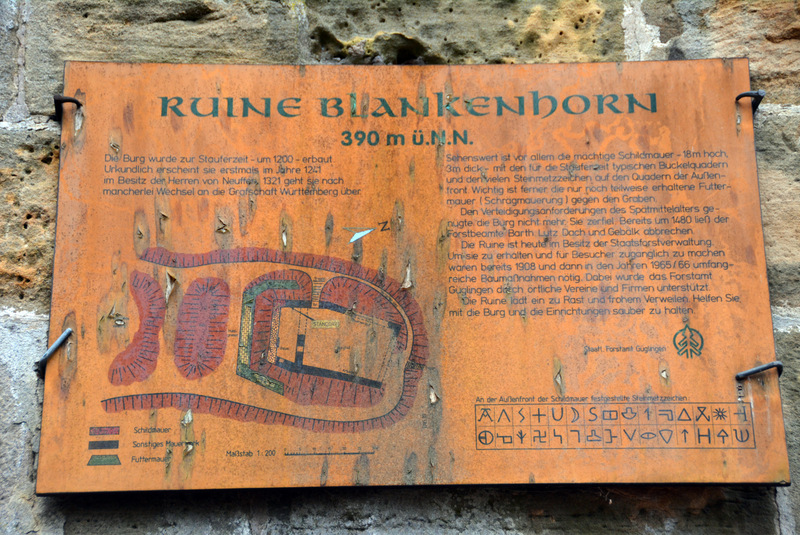 RUINE BLANKENHORN
390 m ü.N.N.
Die Burg wurde zur Stauferzeit - um 1200 - erbaut.
Urkundlich erscheint sie erstmals im Jahre 1241
im Besitz der Herren von Neuffen. 1321 geht sie nach
mancherlei Wechsel an die Grafschaft Württemberg über.
Sehenswert ist vor allem die mächtige Schildmauer - 18m hoch,
3m dick - mit den für die Stauferzeit typischen Buckelquadern
und den vielen Steinmetzzeichen auf den Quadern der Außen-
front. Wichtig ist ferner die nur noch teilweise erhaltene Futter-
mauer (Schrägmauerung) gegen den Graben.
Den Verteidigungsanforderungen des Spätmittelalters ge-
nügte die Burg nicht mehr. Sie zerfiel. Bereits um 1480 ließ der
Forstbeamte Barth. Lutz Dach und Gebälk abbrechen.
Die Ruine ist heute im Besitz der Staatsforstverwaltung.
Um sie zu erhalten und für Besucher zugänglich zu machen
waren bereits 1908 und dann in den Jahren 1965/66 umfang-
reiche Baumaßnahmen nötig. Dabei wurde das Forstamt
Güglingen durch örtliche Vereine und Firmen unterstützt.
Die Ruine lädt ein zu Rast und frohem Verweilen. Helfen Sie
mit die Burg und die Einrichtungen sauber zu halten.
Staatl. Forstamt Güglingen
N
STANDORT
Schildmauer
Sonstiges Mauerwerk
Futtermauer
Maßstab 1:200
An der Außenfront der Schildmauer festgestellte Steinmetzzeichen: